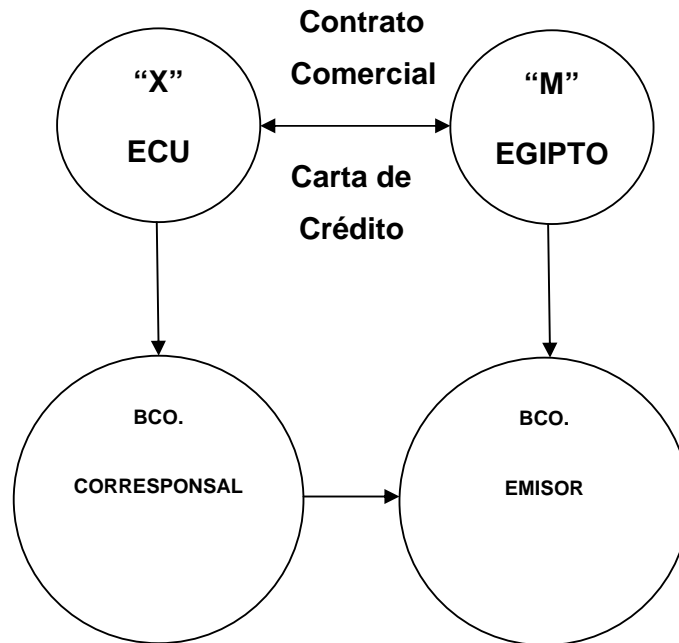 “X”
ECU
Contrato
Comercial
Carta de
Crédito
“M”
EGIPTO
BCO.
CORRESPONSAL
BCO.
EMISOR